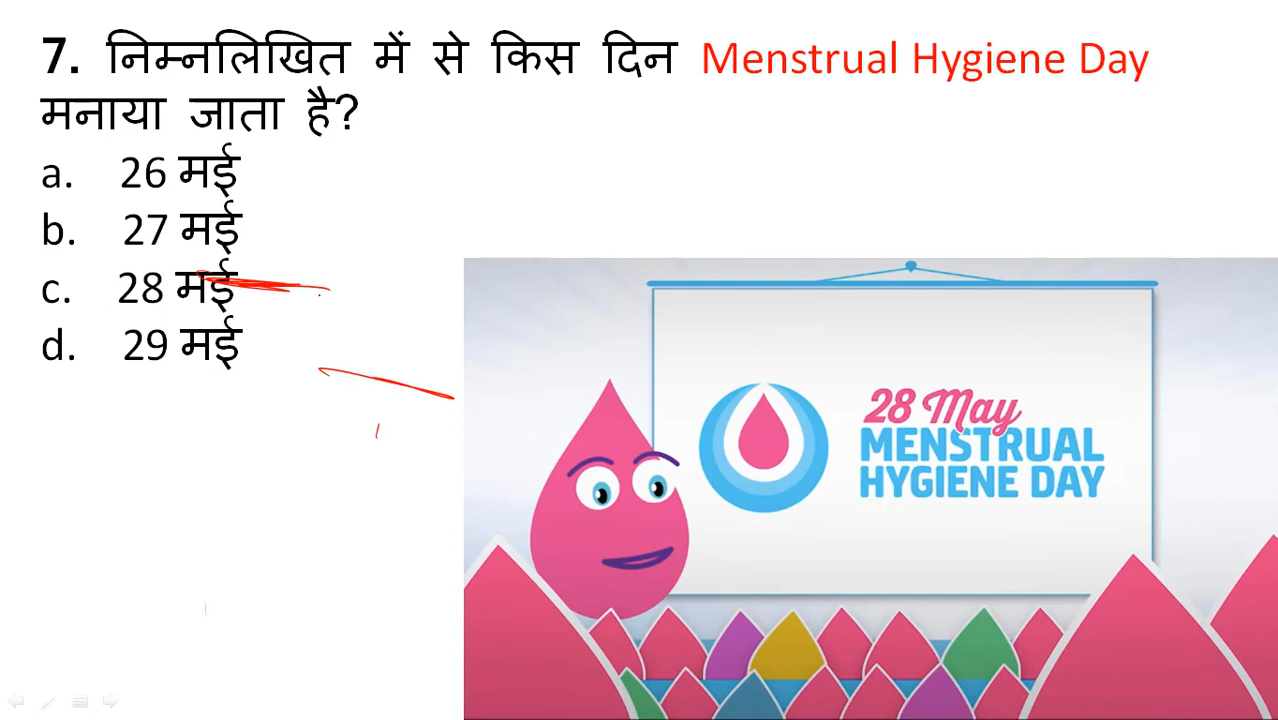 7. निम्नलिखित में से किस दिन Menstrual Hygiene Day
मनाया जाता है?
a. 26 मई
b. 27 मई
c. 28 मई
d. 29 मई
28 May
MENSTRUAL
HYGIENE DAY